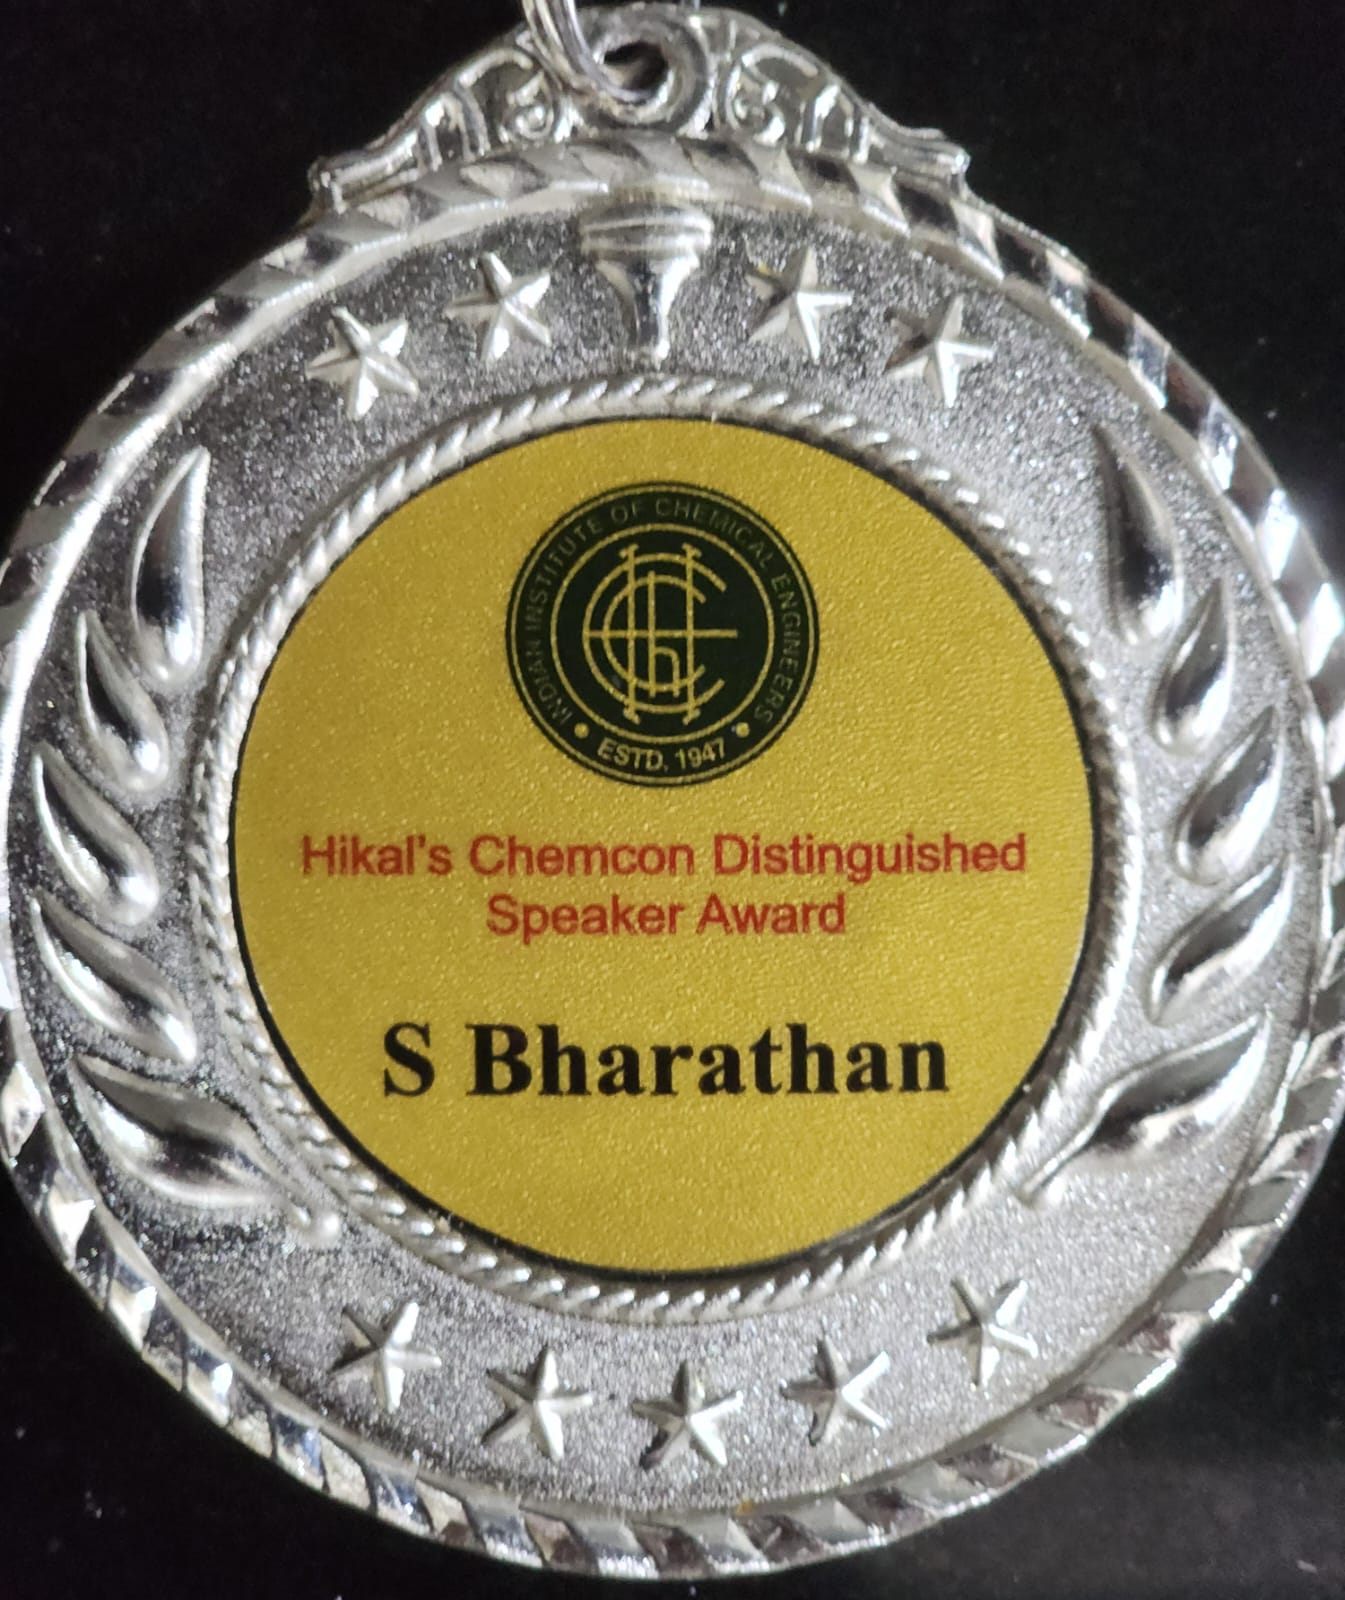 INDIAN INSTITUTE OF CHEMICAL ENGINEERS
ESTD. 1947
Hikal's Chemcon Distinguished
Speaker Award
S Bharathan